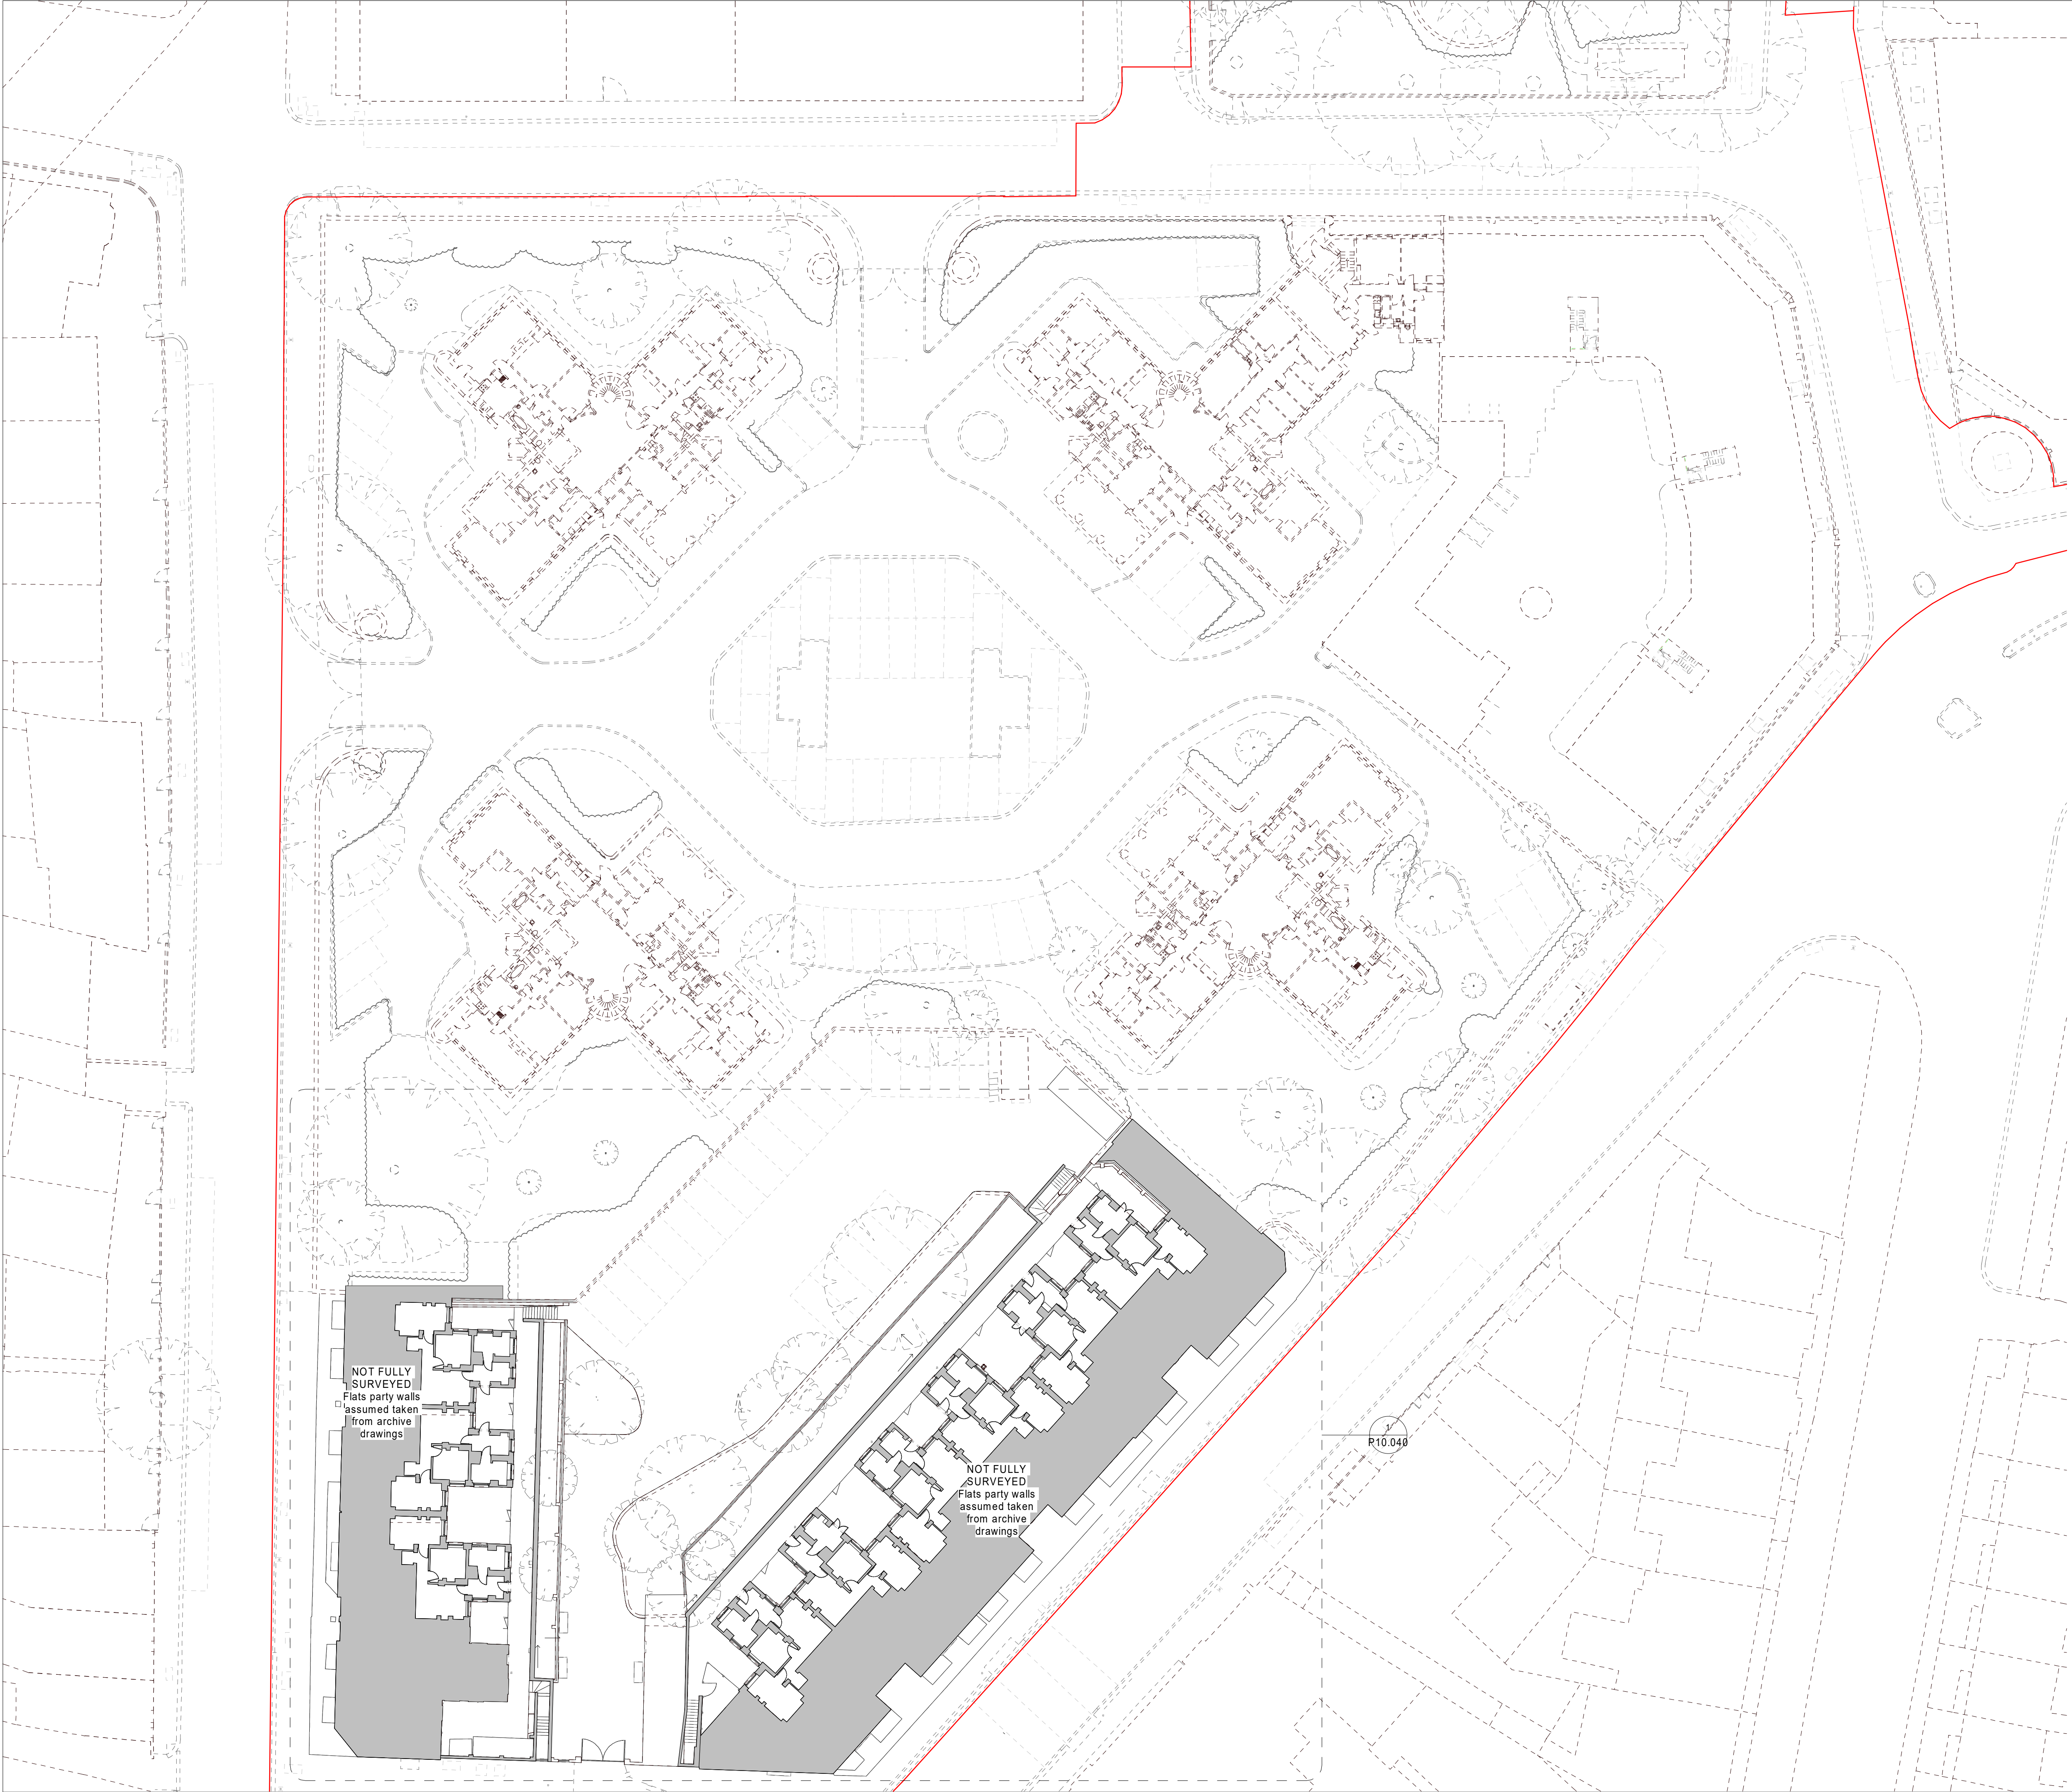 NOT FULLY
SURVEYED
Flats party walls
assumed taken
from archive
drawings
1
P10.040
NOT FULLY
SURVEYED
Flats party walls
assumed taken
from archive
drawings